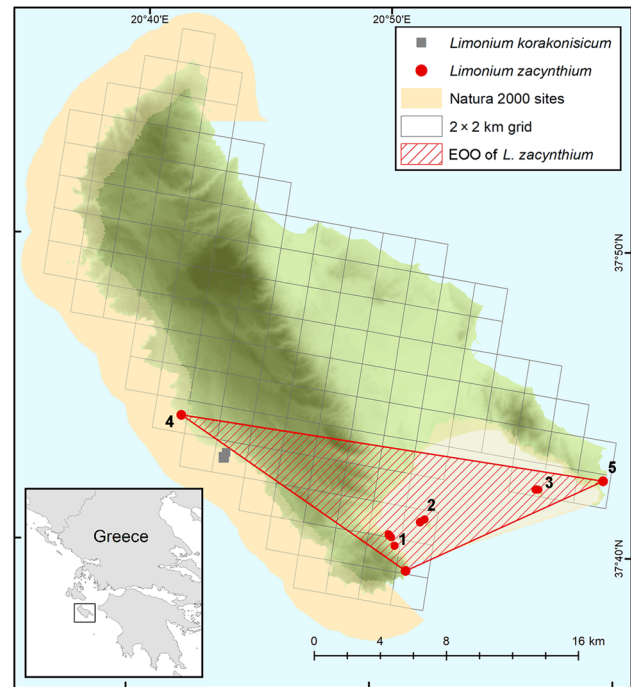 20°40'E
20°50'E
Limonium korakonisicum
Limonium zacynthium
Natura 2000 sites
2 × 2 km grid
EOO of L. zacynthium
37°50'N
4
5
3
2
1
Greece
37°40'N
0 4 8 16 km